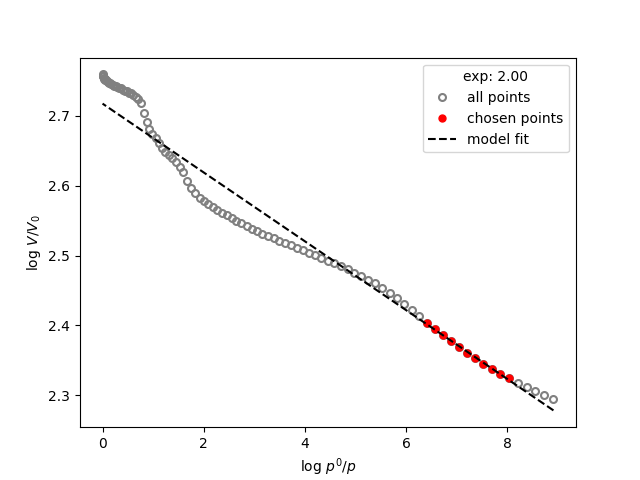 exp: 2.00
all points
chosen points
model fit
2.7
2.6
2.5
2.4
2.3
log V/V₀
0 2 4 6 8
log p⁰/p